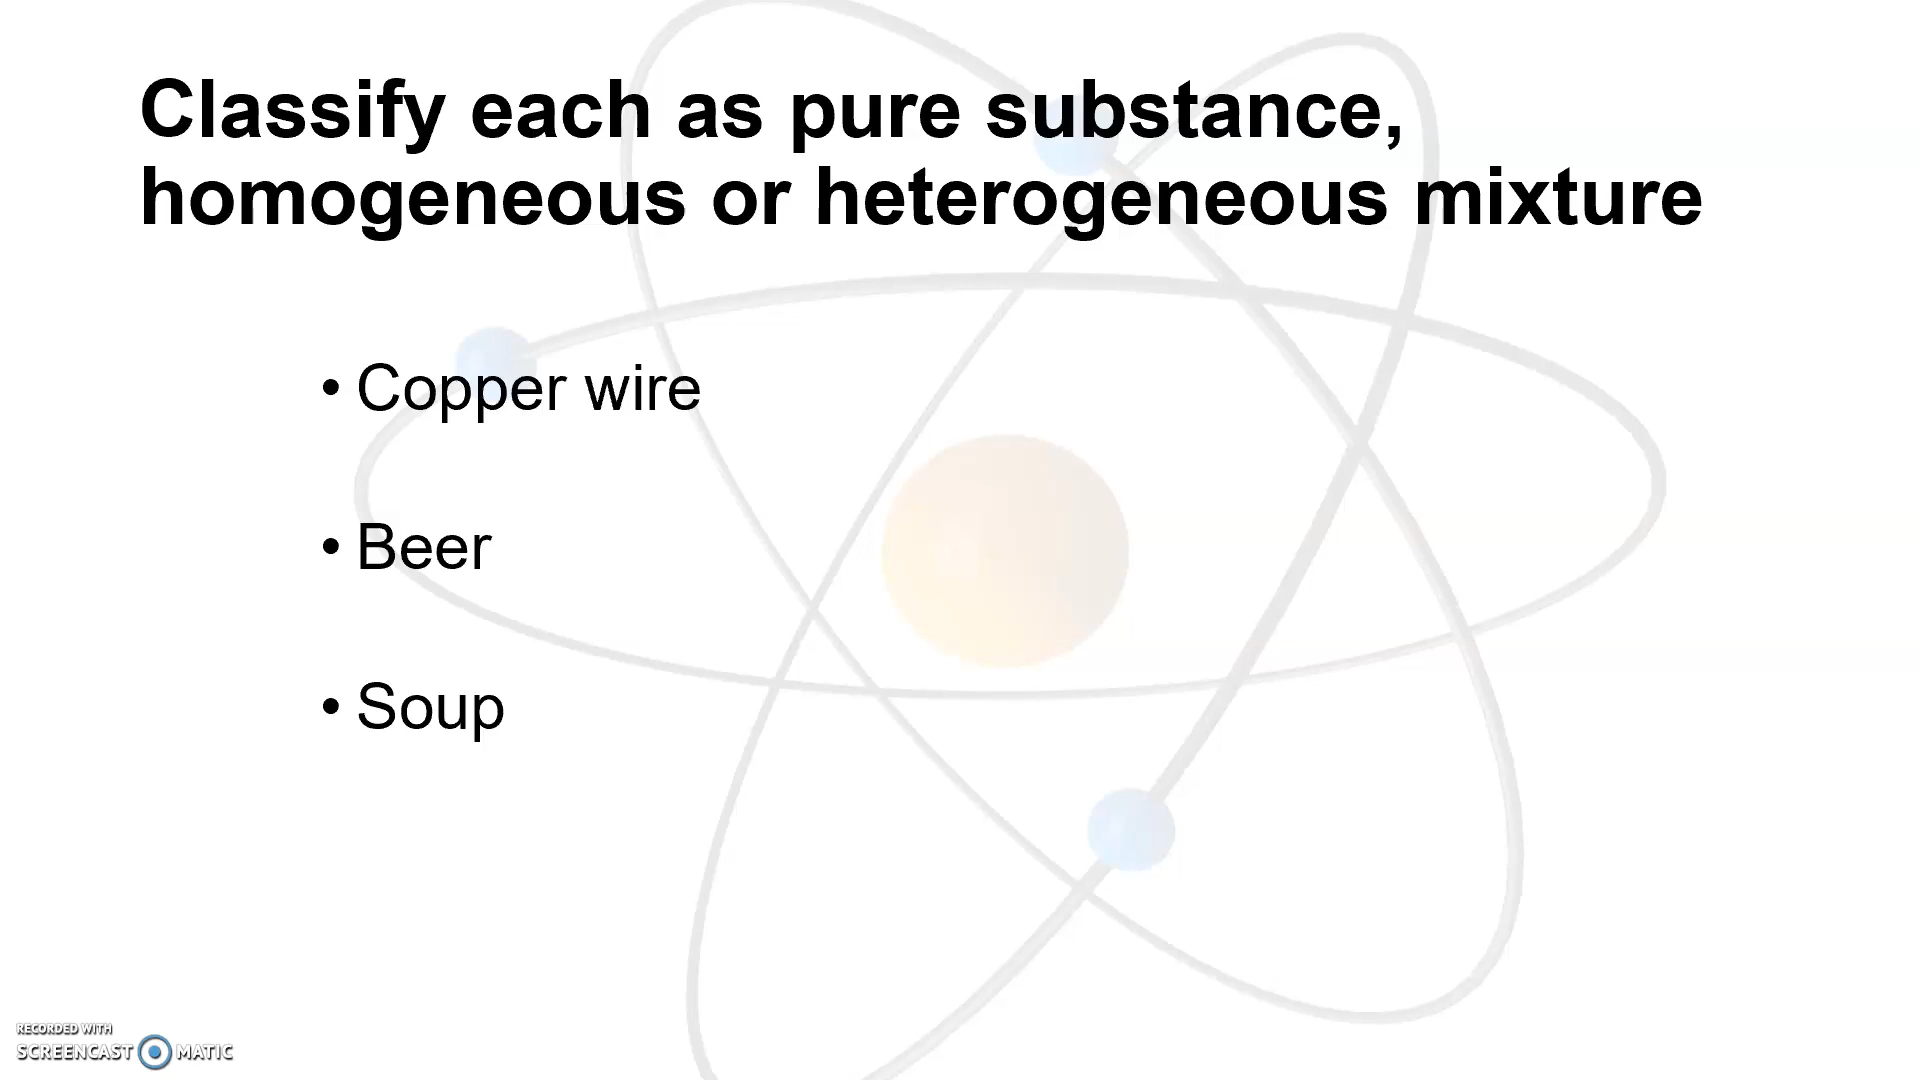 Classify each as pure substance,
homogeneous or heterogeneous mixture
• Copper wire
• Beer
• Soup
RECORDED WITH
SCREENCAST MATIC